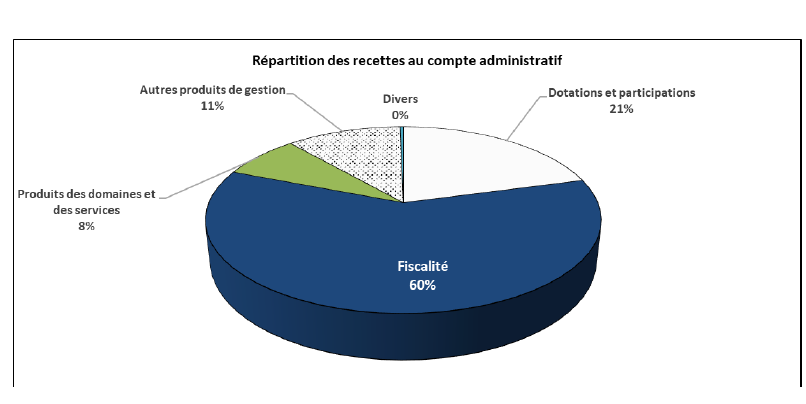 Répartition des recettes au compte administratif
Autres produits de gestion
11%
Divers
0%
Dotations et participations
21%
Produits des domaines et
des services
8%
Fiscalité
60%